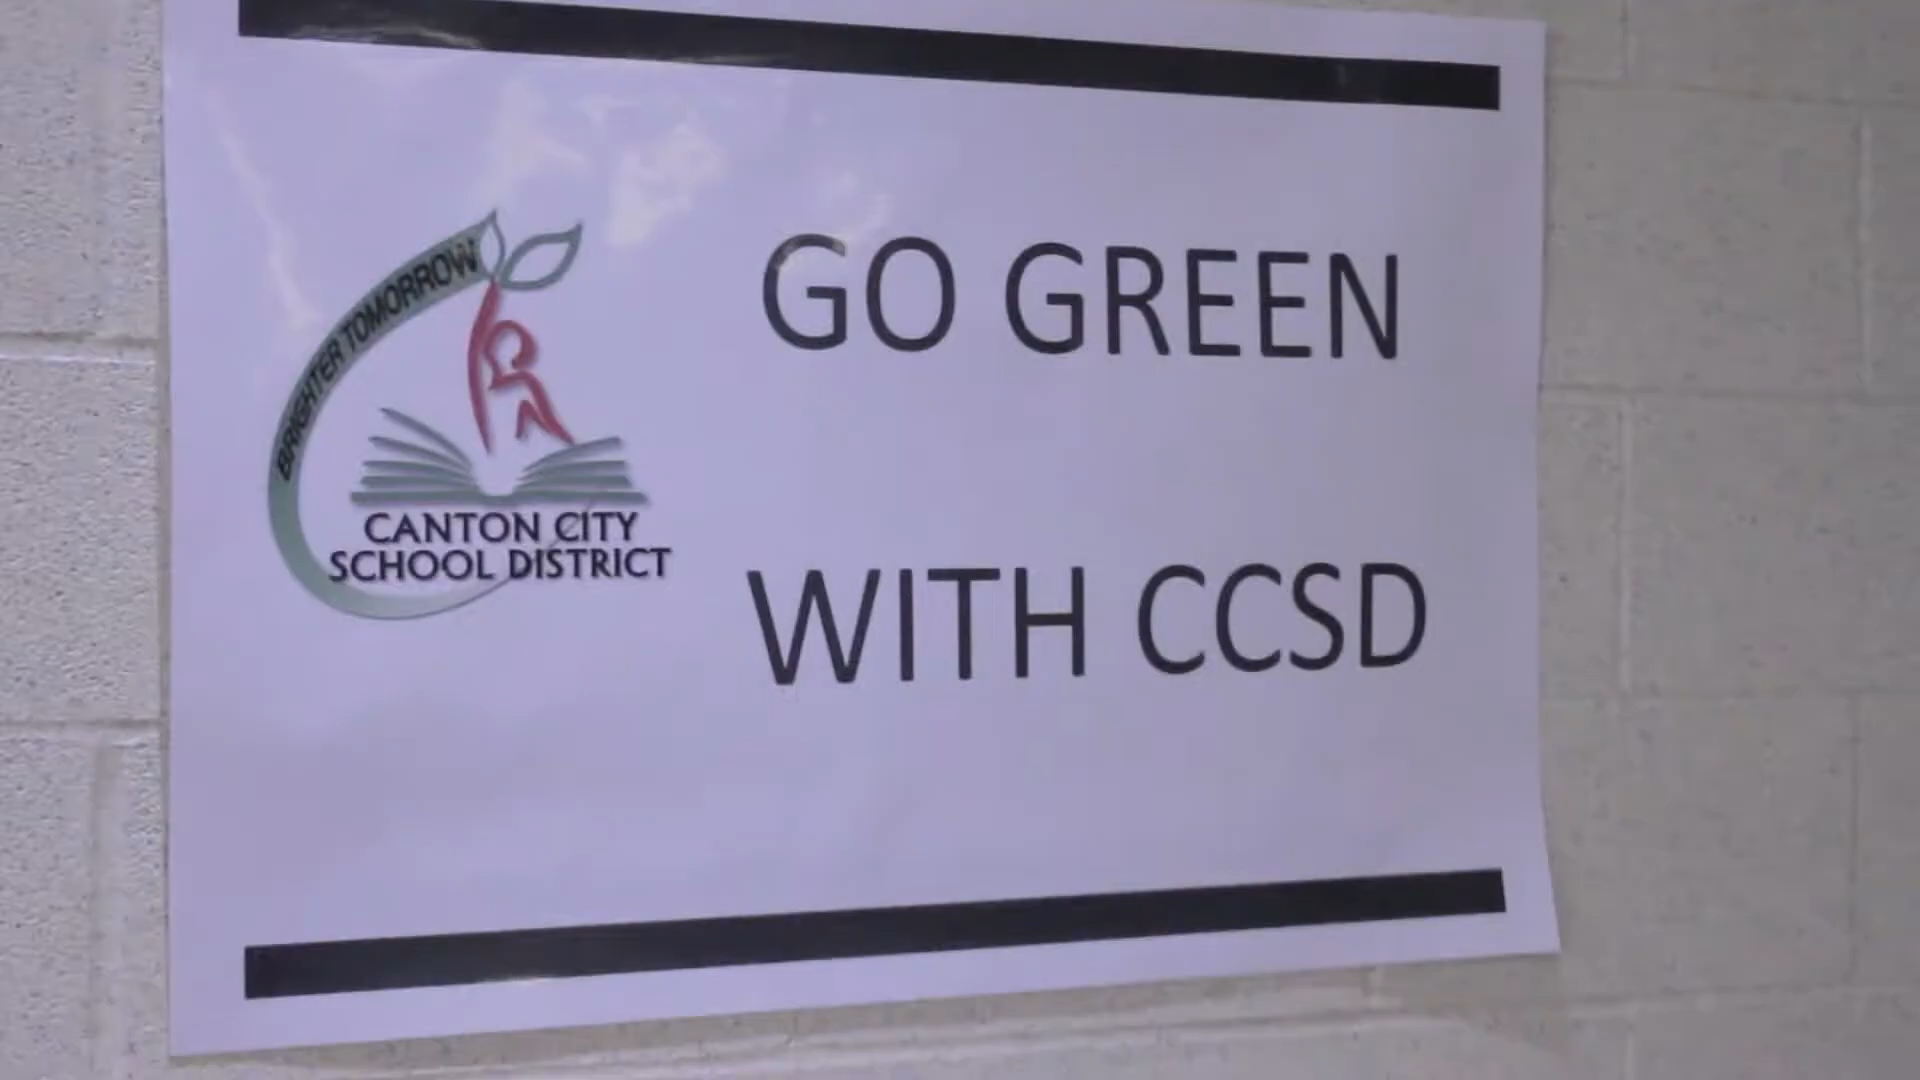 BRIGHTER TOMORROW
CANTON CITY
SCHOOL DISTRICT
GO GREEN
WITH CCSD